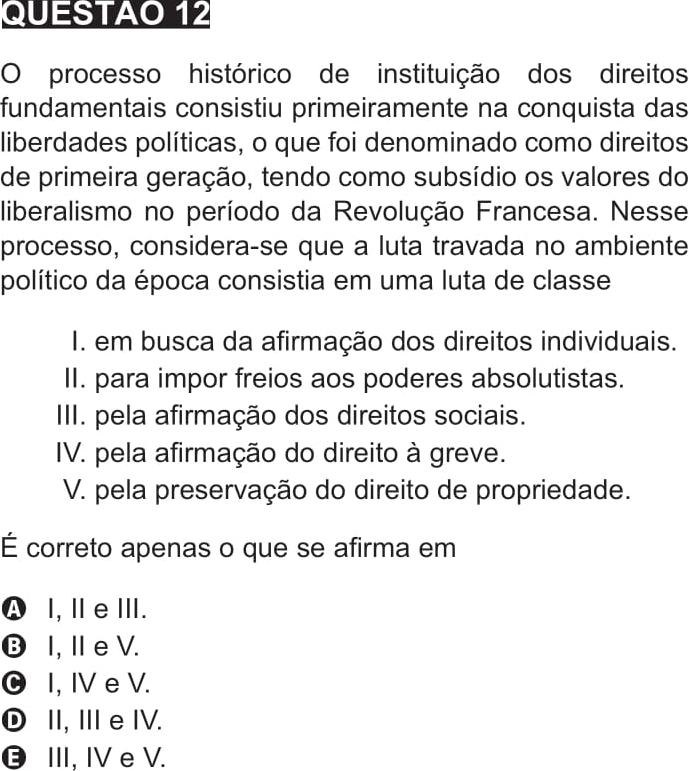 QUESTÃO 12
O processo histórico de instituição dos direitos
fundamentais consistiu primeiramente na conquista das
liberdades políticas, o que foi denominado como direitos
de primeira geração, tendo como subsídio os valores do
liberalismo no período da Revolução Francesa. Nesse
processo, considera-se que a luta travada no ambiente
político da época consistia em uma luta de classe
I. em busca da afirmação dos direitos individuais.
II. para impor freios aos poderes absolutistas.
III. pela afirmação dos direitos sociais.
IV. pela afirmação do direito à greve.
V. pela preservação do direito de propriedade.
É correto apenas o que se afirma em
A I, II e III.
B I, II e V.
C I, IV e V.
D II, III e IV.
E III, IV e V.